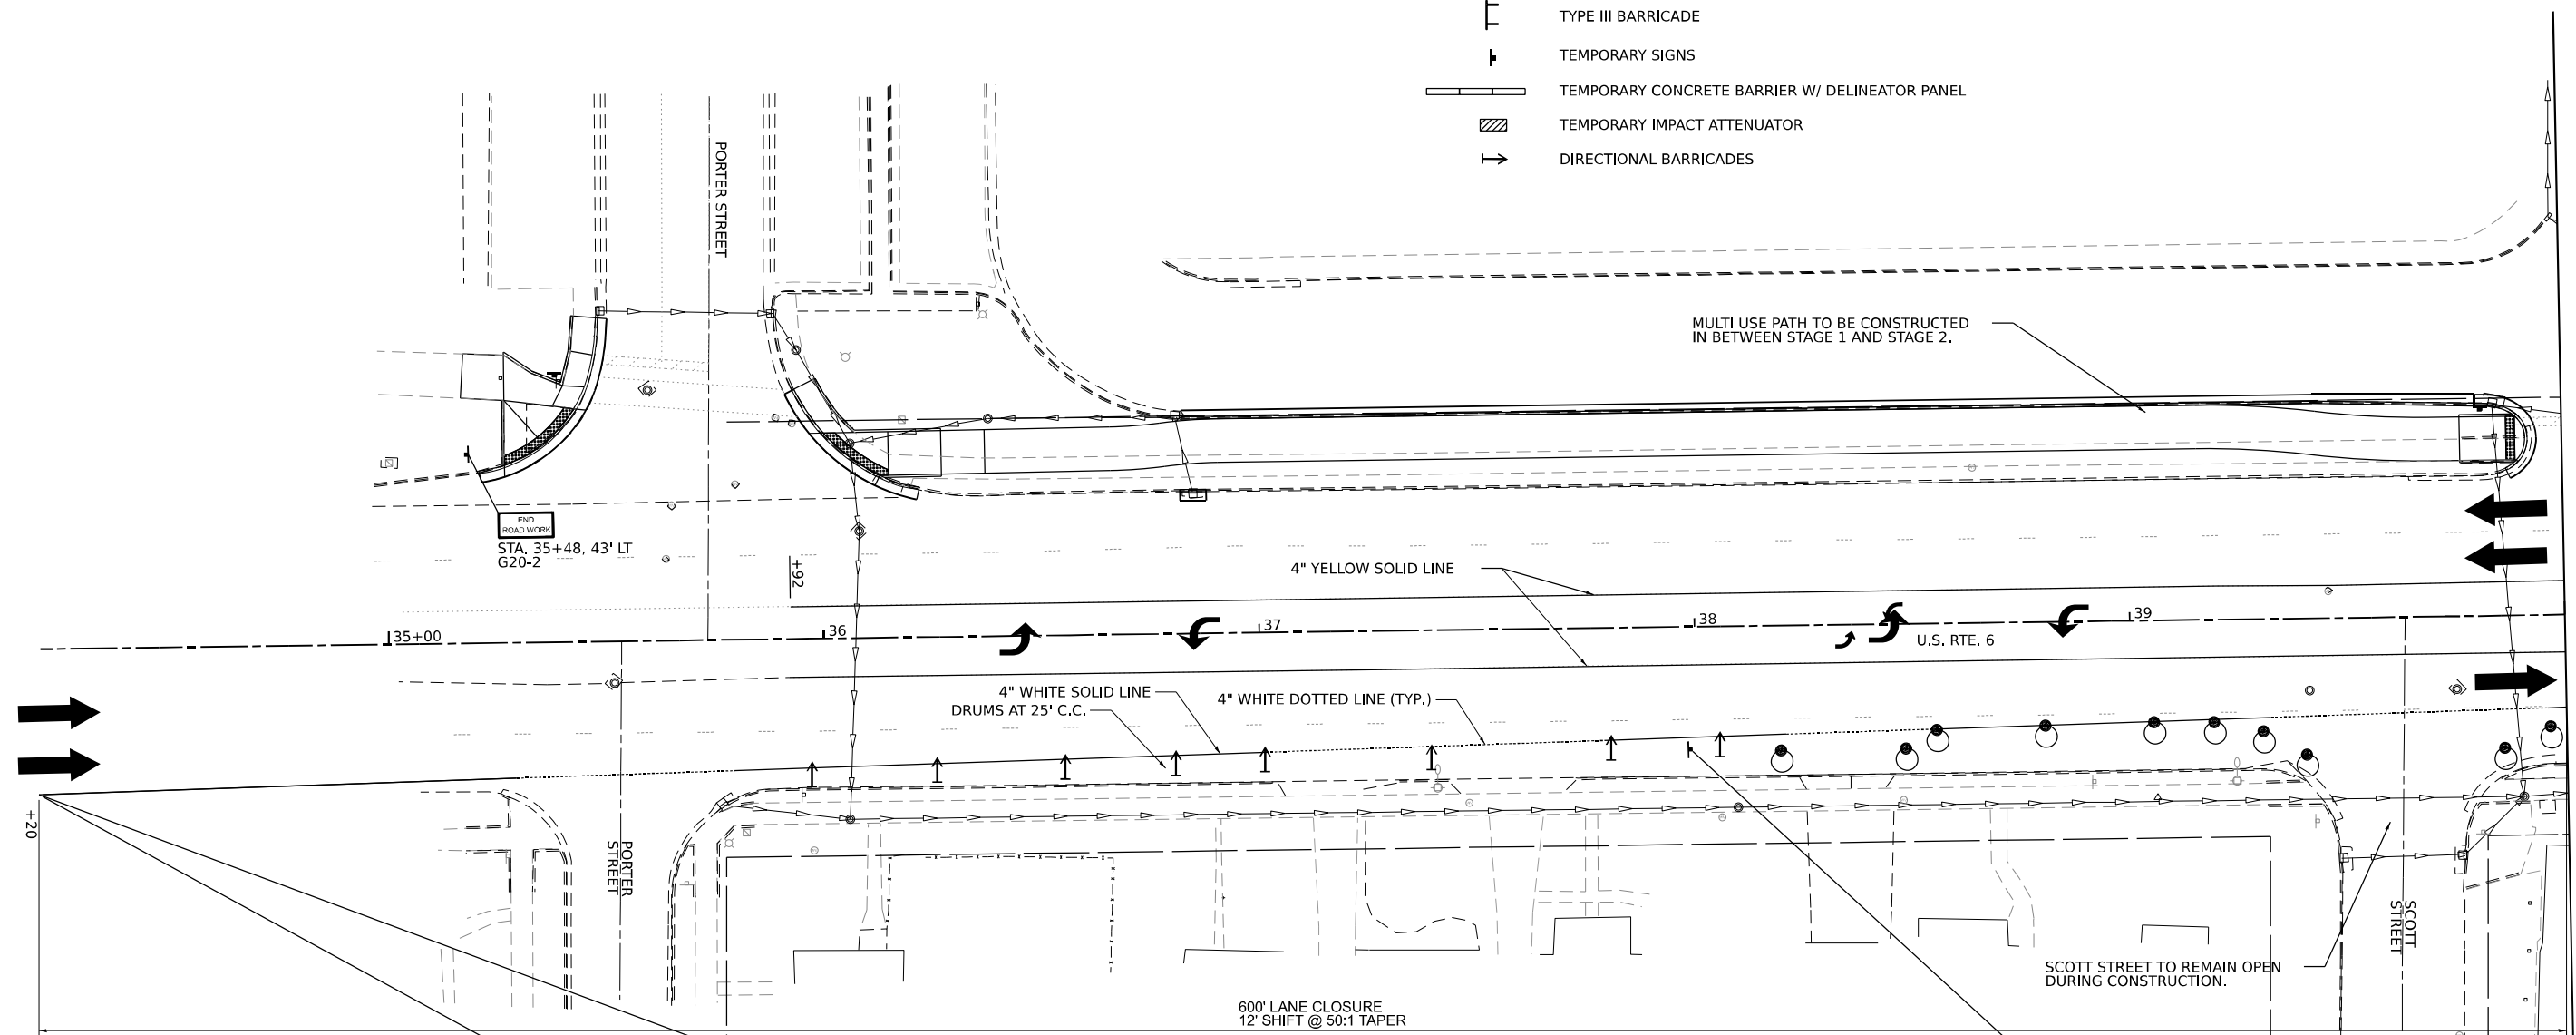 TYPE III BARRICADE
TEMPORARY SIGNS
TEMPORARY CONCRETE BARRIER W/ DELINEATOR PANEL
TEMPORARY IMPACT ATTENUATOR
DIRECTIONAL BARRICADES
PORTER STREET
MULTI USE PATH TO BE CONSTRUCTED
IN BETWEEN STAGE 1 AND STAGE 2.
END
ROAD WORK
STA. 35+48, 43' LT
G20-2
+92
4" YELLOW SOLID LINE
35+00
36
37
38
39
U.S. RTE. 6
4" WHITE SOLID LINE
DRUMS AT 25' C.C.
4" WHITE DOTTED LINE (TYP.)
+20
PORTER
STREET
SCOTT
STREET
SCOTT STREET TO REMAIN OPEN
DURING CONSTRUCTION.
600' LANE CLOSURE
12' SHIFT @ 50:1 TAPER